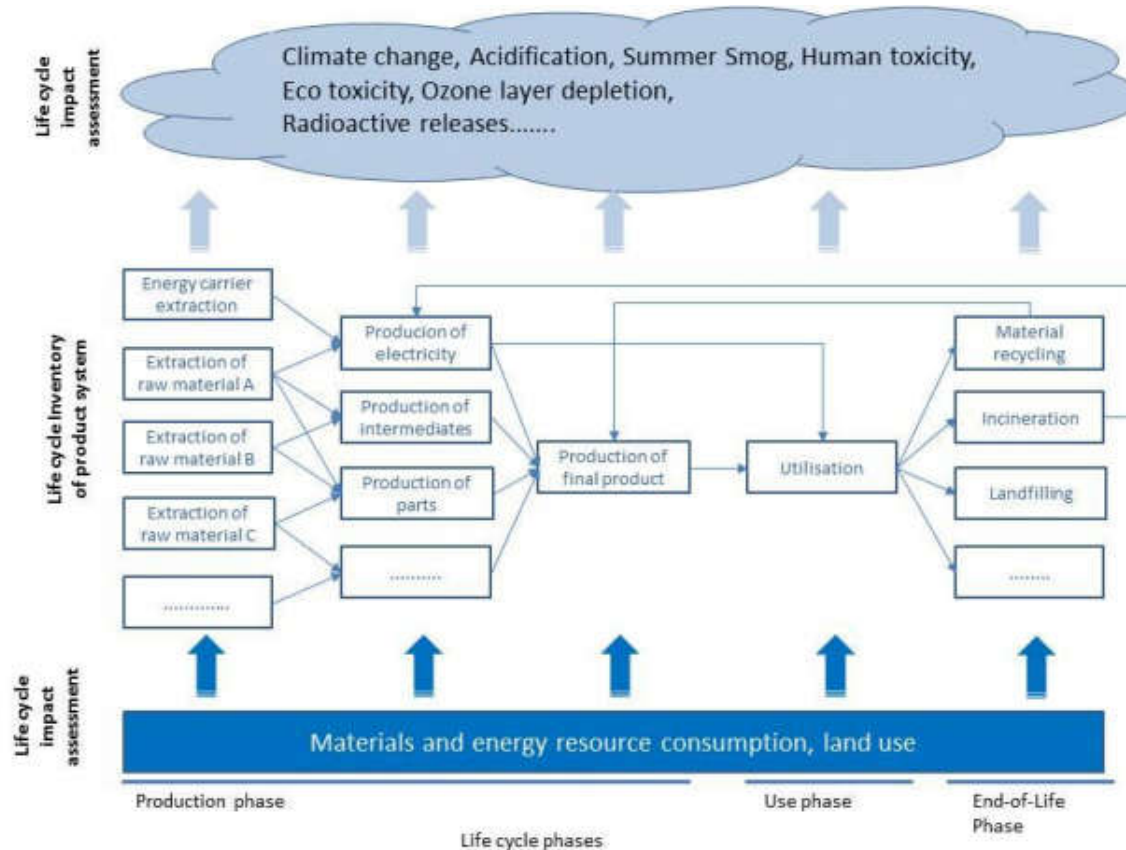 Life cycle
impact
assessment
Climate change, Acidification, Summer Smog, Human toxicity,
Eco toxicity, Ozone layer depletion,
Radioactive releases.......
Life cycle Inventory
of product system
Energy carrier
extraction
Extraction of
raw material A
Extraction of
raw material B
Extraction of
raw material C
.............
Producion of
electricity
Production of
intermediates
Production of
parts
..........
Production of
final product
Utilisation
Material
recycling
Incineration
Landfilling
........
Life cycle
impact
assessment
Materials and energy resource consumption, land use
Production phase
Use phase
End-of-Life
Phase
Life cycle phases